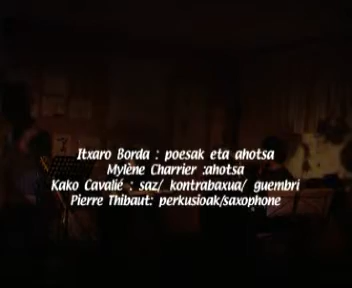 Itxaro Borda : poesak eta ahotsa
Mylène Charrier :ahotsa
Kako Cavalié : saz/ kontrabaxua/ guembri
Pierre Thibaut: perkusioak/saxophone